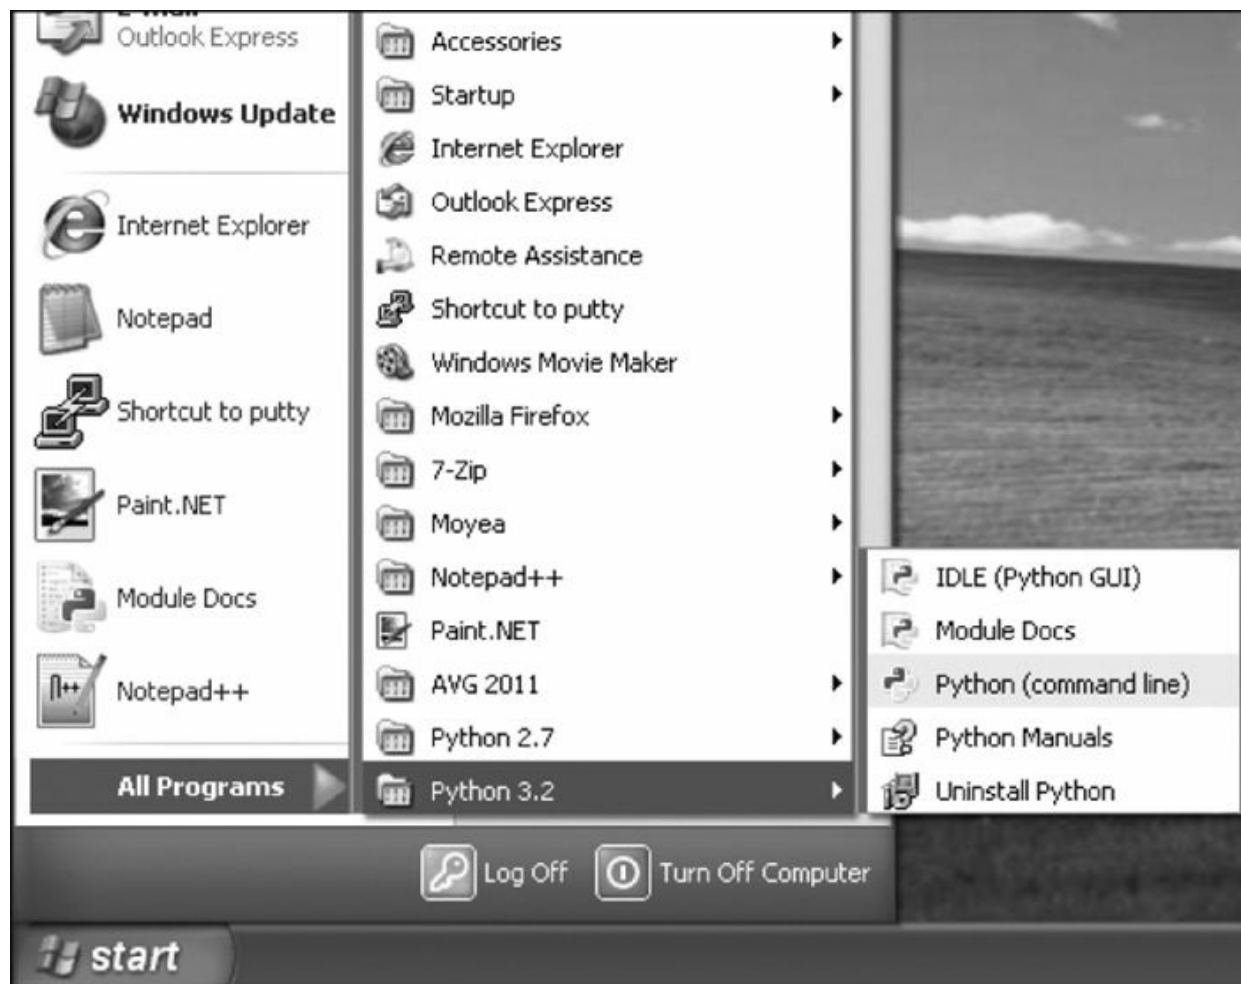 Outlook Express
Windows Update
Internet Explorer
Notepad
Shortcut to putty
Paint.NET
Module Docs
Notepad++
All Programs
Accessories
Startup
Internet Explorer
Outlook Express
Remote Assistance
Shortcut to putty
Windows Movie Maker
Mozilla Firefox
7-Zip
Moyea
Notepad++
Paint.NET
AVG 2011
Python 2.7
Python 3.2
IDLE (Python GUI)
Module Docs
Python (command line)
Python Manuals
Uninstall Python
Log Off
Turn Off Computer
start